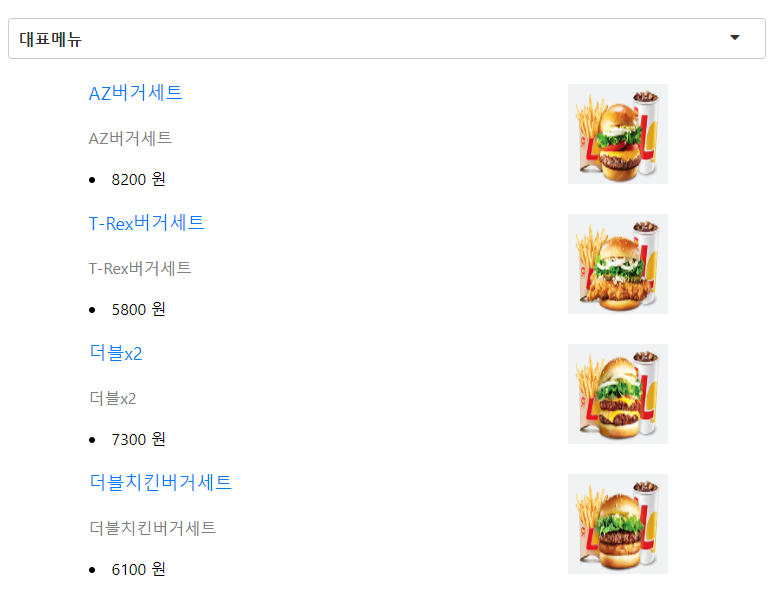 대표메뉴
AZ버거세트
AZ버거세트
8200 원
T-Rex버거세트
T-Rex버거세트
5800 원
더블x2
더블x2
7300 원
더블치킨버거세트
더블치킨버거세트
6100 원